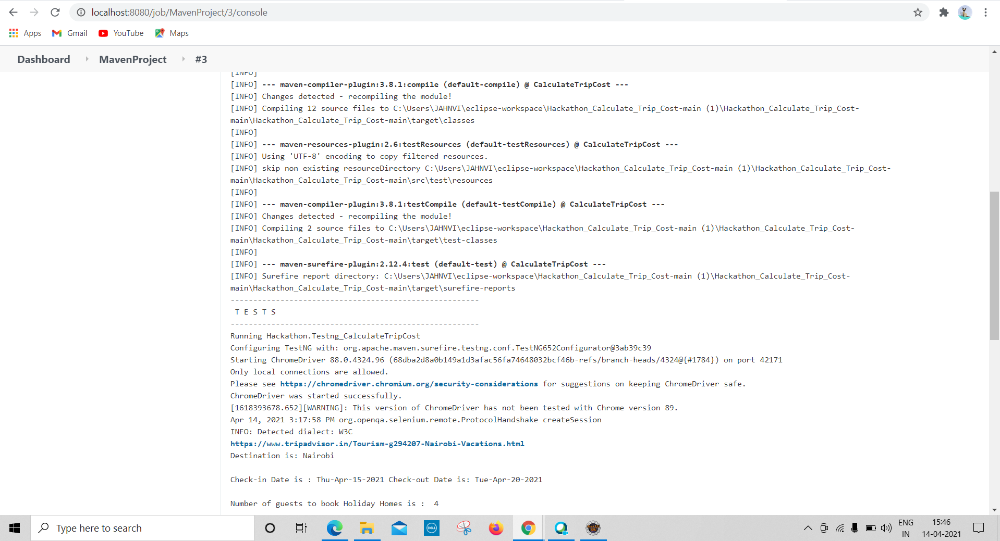 localhost:8080/job/MavenProject/3/console
Apps Gmail YouTube Maps
Dashboard MavenProject #3
[INFO]
[INFO] --- maven-compiler-plugin:3.8.1:compile (default-compile) @ CalculateTripCost ---
[INFO] Changes detected - recompiling the module!
[INFO] Compiling 12 source files to C:\Users\JAHNVI\eclipse-workspace\Hackathon_Calculate_Trip_Cost-main (1)\Hackathon_Calculate_Trip_Cost-
main\Hackathon_Calculate_Trip_Cost-main\target\classes
[INFO]
[INFO] --- maven-resources-plugin:2.6:testResources (default-testResources) @ CalculateTripCost ---
[INFO] Using 'UTF-8' encoding to copy filtered resources.
[INFO] skip non existing resourceDirectory C:\Users\JAHNVI\eclipse-workspace\Hackathon_Calculate_Trip_Cost-main (1)\Hackathon_Calculate_Trip_Cost-
main\Hackathon_Calculate_Trip_Cost-main\src\test\resources
[INFO]
[INFO] --- maven-compiler-plugin:3.8.1:testCompile (default-testCompile) @ CalculateTripCost ---
[INFO] Changes detected - recompiling the module!
[INFO] Compiling 2 source files to C:\Users\JAHNVI\eclipse-workspace\Hackathon_Calculate_Trip_Cost-main (1)\Hackathon_Calculate_Trip_Cost-
main\Hackathon_Calculate_Trip_Cost-main\target\test-classes
[INFO]
[INFO] --- maven-surefire-plugin:2.12.4:test (default-test) @ CalculateTripCost ---
[INFO] Surefire report directory: C:\Users\JAHNVI\eclipse-workspace\Hackathon_Calculate_Trip_Cost-main (1)\Hackathon_Calculate_Trip_Cost-
main\Hackathon_Calculate_Trip_Cost-main\target\surefire-reports
-------------------------------------------------------
T E S T S
-------------------------------------------------------
Running Hackathon.Testng_CalculateTripCost
Configuring TestNG with: org.apache.maven.surefire.testng.conf.TestNG652Configurator@3ab39c39
Starting ChromeDriver 88.0.4324.96 (68dba2d8a0b149a1d3afac56fa74648032bcf46b-refs/branch-heads/4324@{#1784}) on port 42171
Only local connections are allowed.
Please see https://chromedriver.chromium.org/security-considerations for suggestions on keeping ChromeDriver safe.
ChromeDriver was started successfully.
[1618393678.652][WARNING]: This version of ChromeDriver has not been tested with Chrome version 89.
Apr 14, 2021 3:17:58 PM org.openqa.selenium.remote.ProtocolHandshake createSession
INFO: Detected dialect: W3C
https://www.tripadvisor.in/Tourism-g294207-Nairobi-Vacations.html
Destination is: Nairobi
Check-in Date is : Thu-Apr-15-2021 Check-out Date is: Tue-Apr-20-2021
Number of guests to book Holiday Homes is :  4
Type here to search
DELL
ENG
IN
15:46
14-04-2021